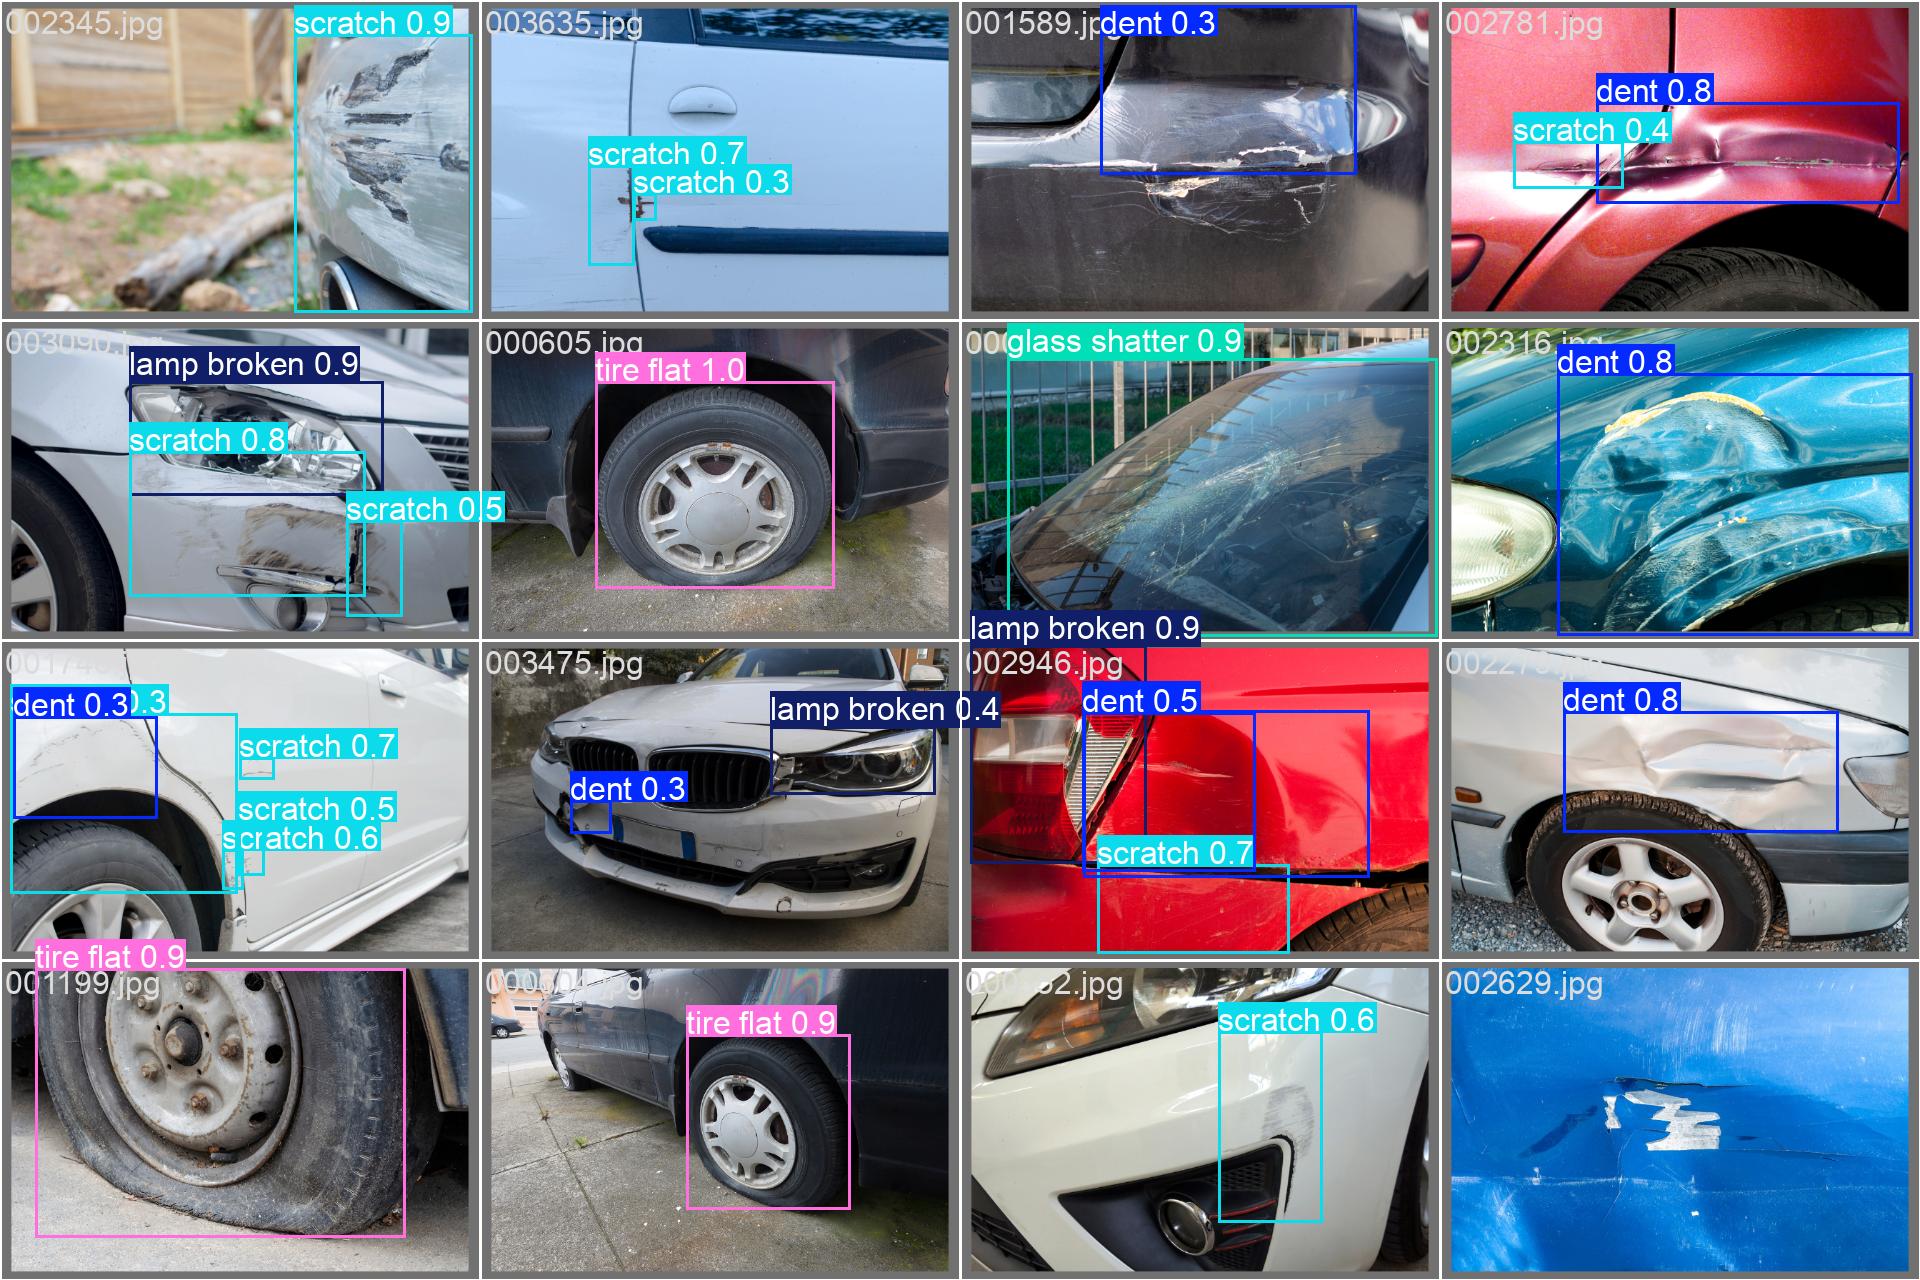 002345.jpg
scratch 0.9
003635.jpg
scratch 0.7
scratch 0.3
dent 0.3
002781.jpg
dent 0.8
scratch 0.4
lamp broken 0.9
scratch 0.8
scratch 0.5
000605.jpg
tire flat 1.0
glass shatter 0.9
002316.jpg
dent 0.8
dent 0.3
scratch 0.7
scratch 0.5
scratch 0.6
003475.jpg
lamp broken 0.4
dent 0.3
lamp broken 0.9
002946.jpg
dent 0.5
scratch 0.7
dent 0.8
tire flat 0.9
001199.jpg
tire flat 0.9
scratch 0.6
002629.jpg